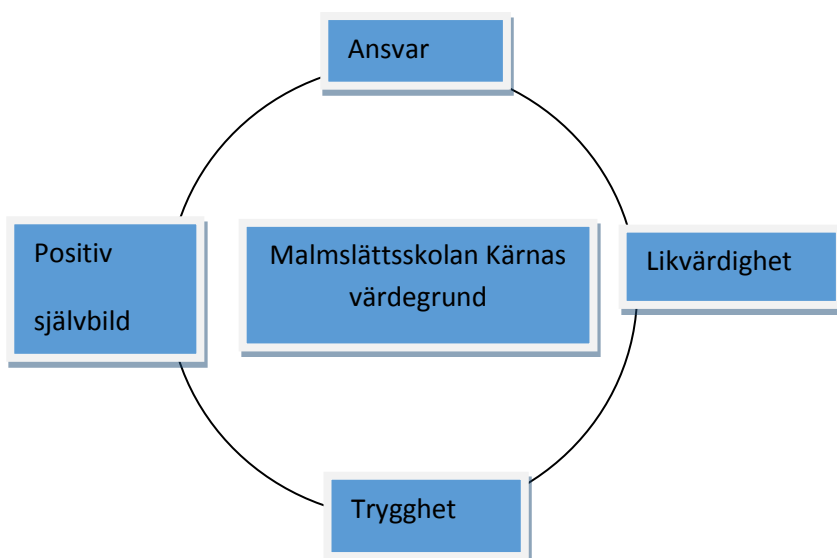 Ansvar
Positiv
självbild
Malmslättsskolan Kärnas
värdegrund
Likvärdighet
Trygghet